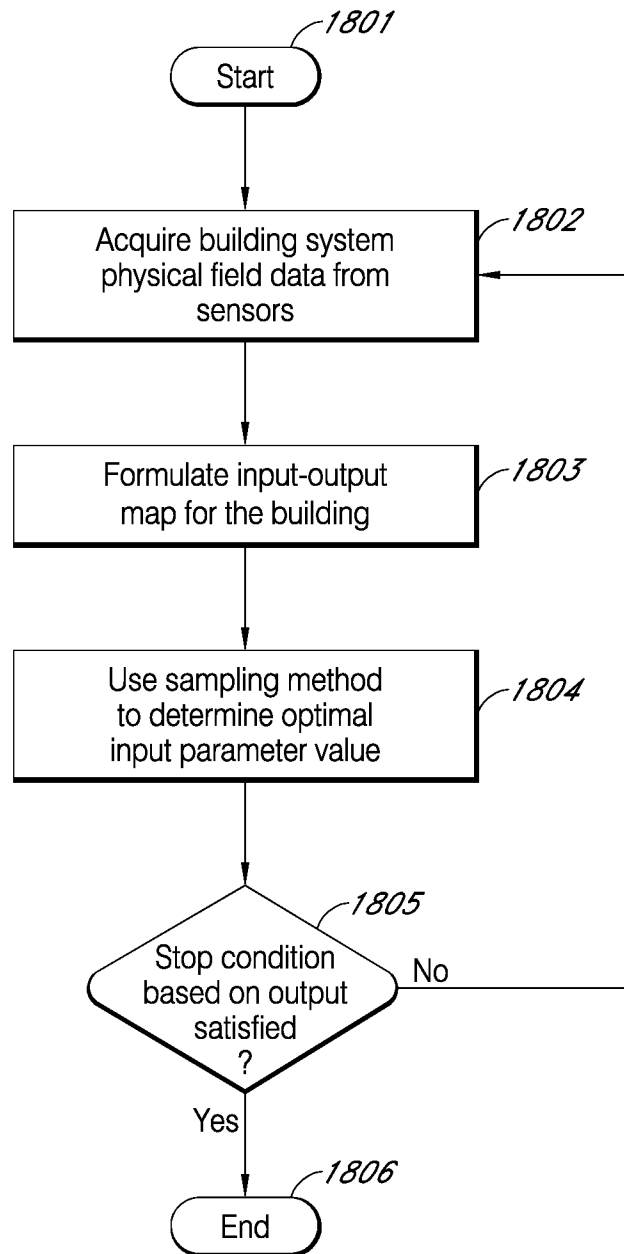 1801
Start
1802
Acquire building system
physical field data from
sensors
1803
Formulate input-output
map for the building
1804
Use sampling method
to determine optimal
input parameter value
1805
Stop condition
based on output
satisfied
?
No
Yes
1806
End